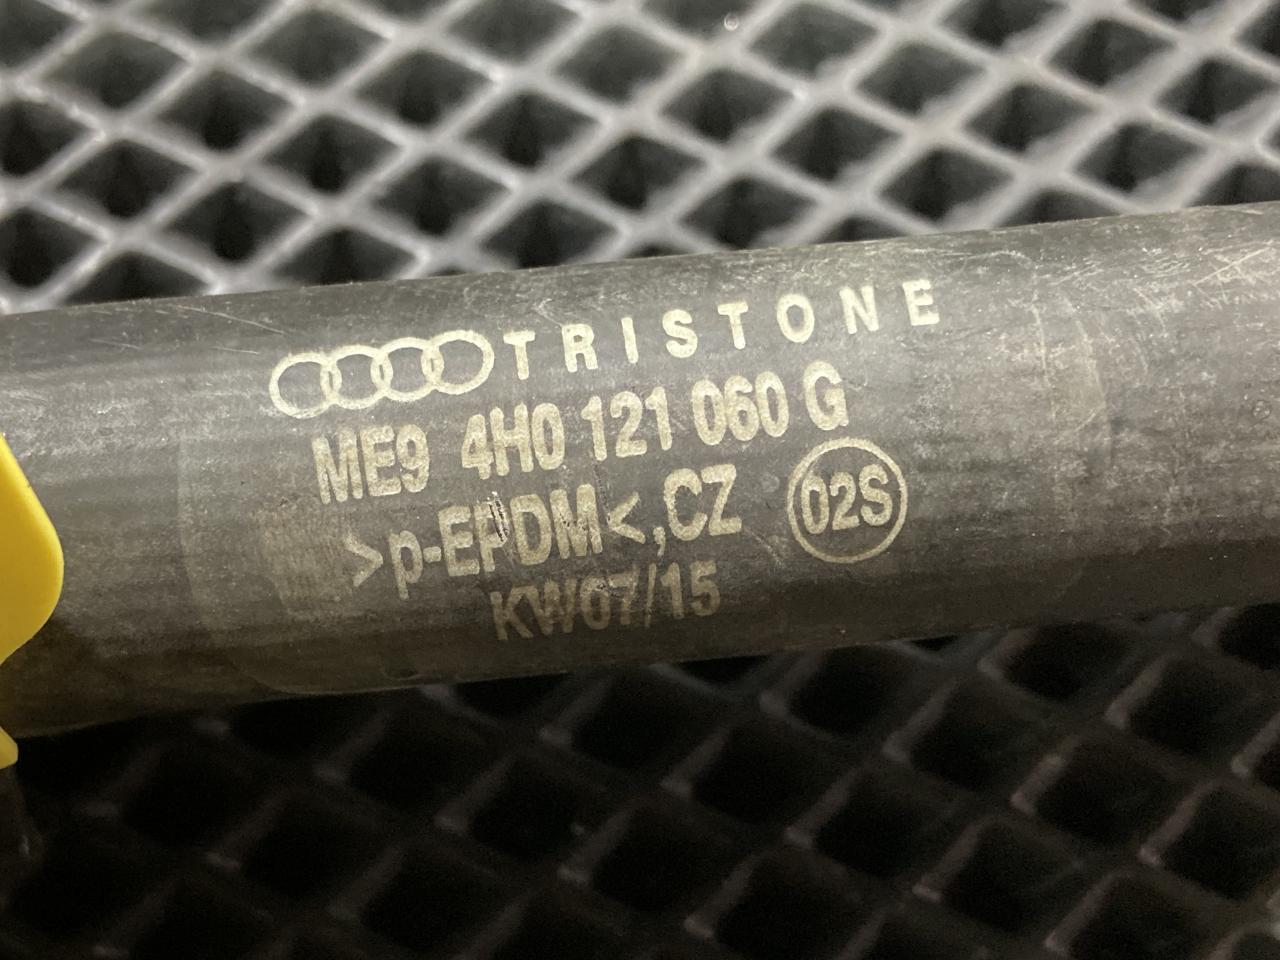 TRISTONE
ME9 4H0 121 060 G
>p-EPDM<,CZ 02S
KW07/15